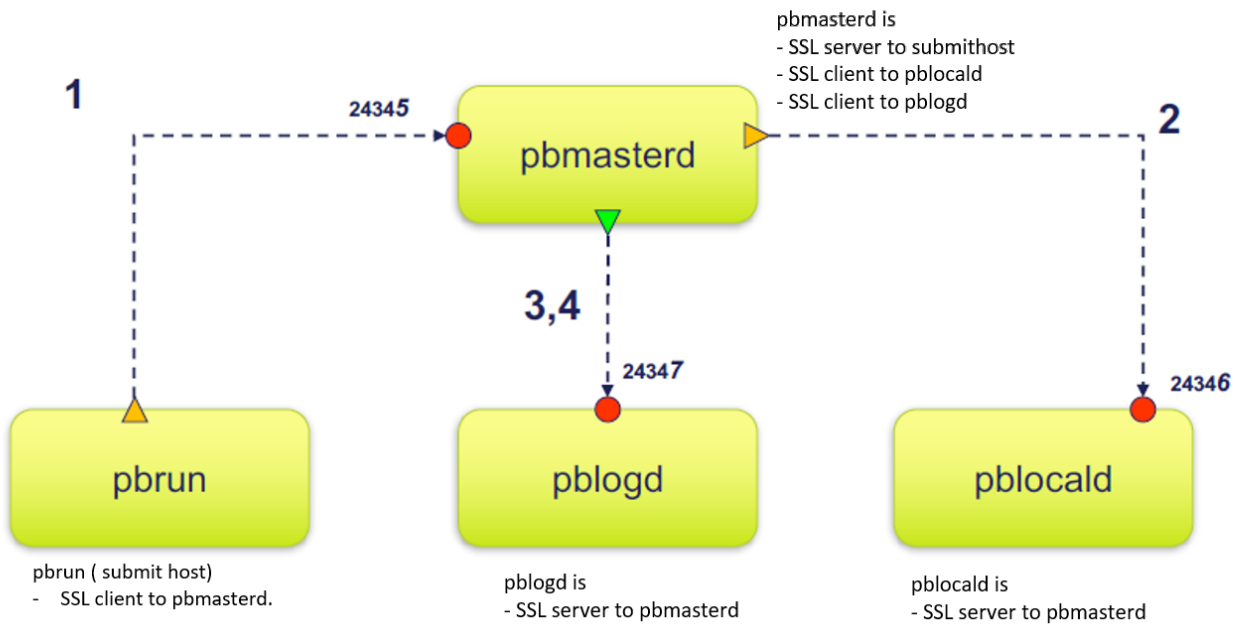 pbmasterd is
- SSL server to submithost
- SSL client to pblocald
- SSL client to pblogd
1
24345
2
pbmasterd
3,4
24347
24346
pbrun
pblogd
pblocald
pbrun ( submit host)
- SSL client to pbmasterd.
pblogd is
- SSL server to pbmasterd
pblocald is
- SSL server to pbmasterd